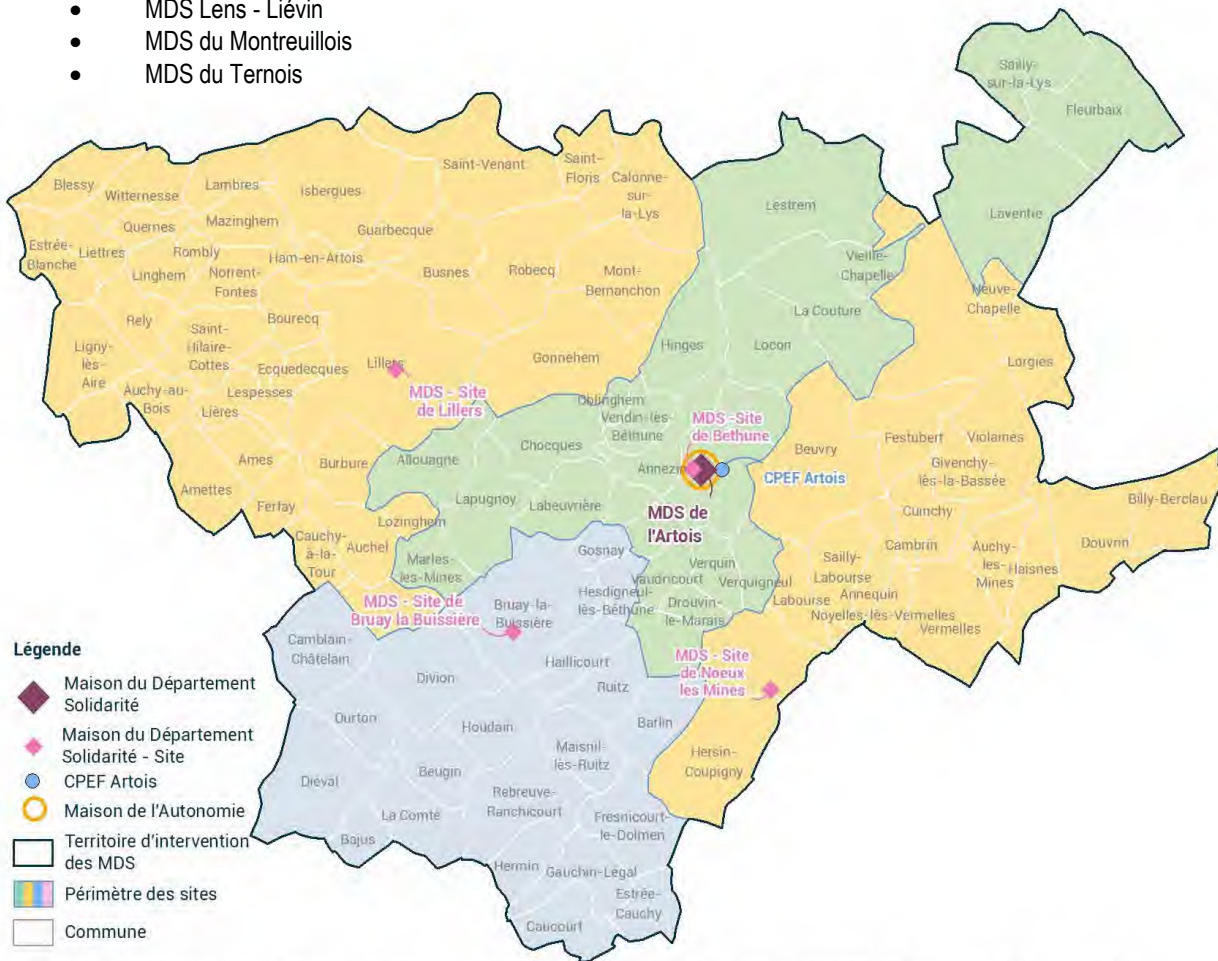 • MDS Lens - Liévin
• MDS du Montreuillois
• MDS du Ternois
Sailly-
sur-la-Lys
Fleurbaix
Laventie
Saint-Venant
Saint-
Floris
Calonne-
sur-
la-Lys
Blessy
Witternesse
Lambres
Isbergues
Lestrem
Quernes
Mazinghem
Guarbecque
Estrée-
Blanche
Liettres
Rombly
Ham-en-Artois
Linghem
Norrent-
Fontes
Busnes
Robecq
Mont-
Bernanchon
Vieille-
Chapelle
Neuve-
Chapelle
La Couture
Rely
Saint-
Hilaire-
Cottes
Bourecq
Ligny-
lès-
Aire
Ecquedecques
Lillers
Gonnehem
Hinges
Locon
Lorgies
Auchy-au-
Bois
Lespesses
Lières
MDS - Site
de Lillers
Oblinghem
Vendin-lès-
Béthune
MDS -Site
de Bethune
Chocques
Ames
Burbure
Allouagne
Annezin
CPEF Artois
Beuvry
Festubert
Violaines
Givenchy-
lès-la-Bassée
Billy-Berclau
Amettes
Ferfay
Lapugnoy
Labeuvrière
MDS de
l'Artois
Cuinchy
Cauchy-
à-la-
Tour
Auchel
Lozinghem
Marles-
les-Mines
Gosnay
Verquin
Vaudricourt
Verquigneul
Sailly-
Labourse
Cambrin
Auchy-
les-
Mines
Haisnes
Douvrin
Annequin
Labourse
Noyelles-lès-Vermelles
Vermelles
Hesdigneul-
lès-Béthune
Drouvin-
le-Marais
MDS - Site de
Bruay la Buissière
Bruay-la-
Buissière
Camblain-
Châtelain
Divion
Haillicourt
Ruitz
MDS - Site
de Noeux
les Mines
Ourton
Houdain
Barlin
Maisnil-
lès-Ruitz
Hersin-
Coupigny
Diéval
Beugin
Rebreuve-
Ranchicourt
La Comté
Fresnicourt-
le-Dolmen
Bajus
Hermin
Gauchin-Légal
Estrée-
Cauchy
Caucourt
Légende
Maison du Département
Solidarité
Maison du Département
Solidarité - Site
CPEF Artois
Maison de l'Autonomie
Territoire d'intervention
des MDS
Périmètre des sites
Commune